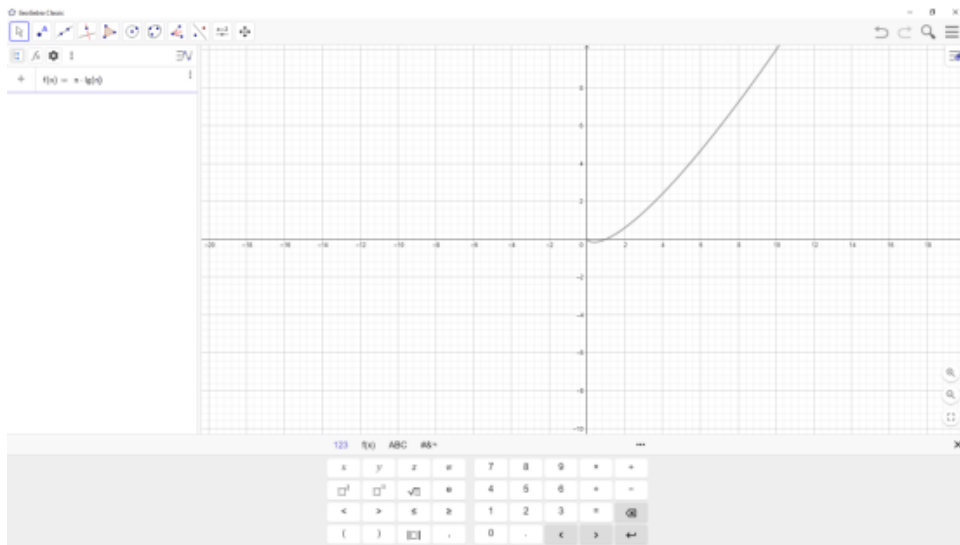 GeoGebra Classic
f(n) = n · lg(n)
8
6
4
2
-20 -18 -16 -14 -12 -10 -8 -6 -4 -2 0 2 4 6 8 10 12 14 16 18
-2
-4
-6
-8
-10
123 f(x) ABC #&¬
x y z π 7 8 9 × ÷
e 4 5 6 + −
< > ≤ ≥ 1 2 3 =
( ) , 0 . < >